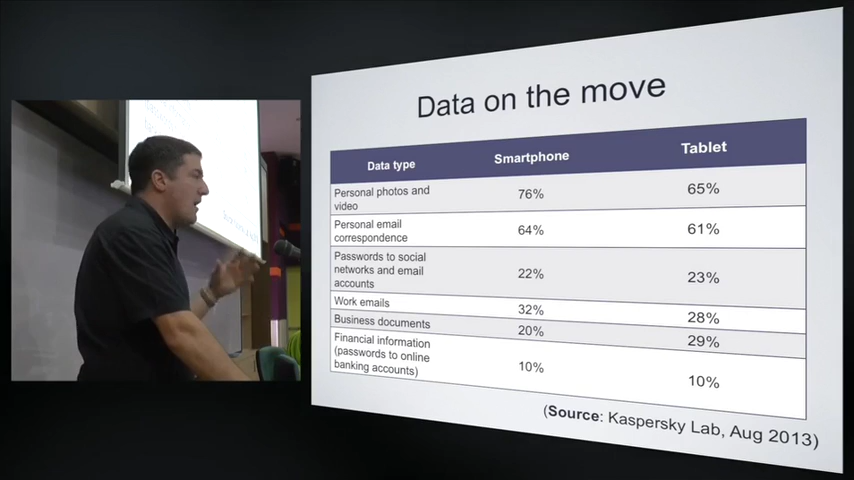 Data on the move
Data type Smartphone Tablet
Personal photos and
video 76% 65%
Personal email
correspondence 64% 61%
Passwords to social
networks and email
accounts 22% 23%
Work emails 32% 28%
Business documents 20% 29%
Financial information
(passwords to online
banking accounts) 10% 10%
(Source: Kaspersky Lab, Aug 2013)